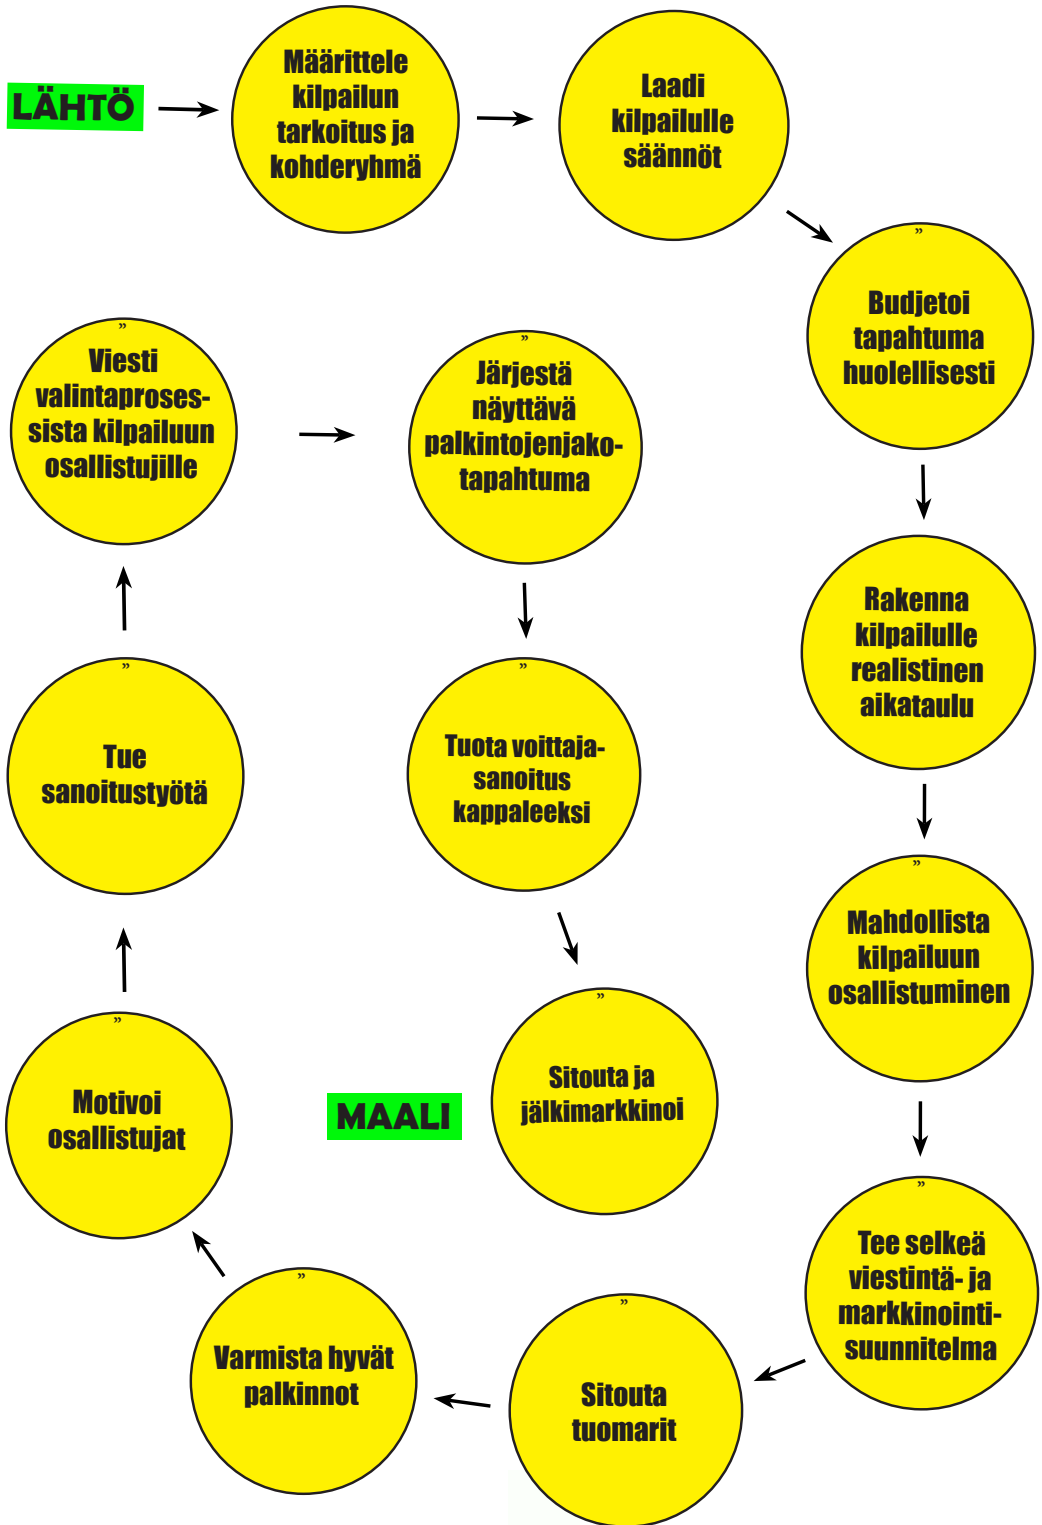 LÄHTÖ
Määrittele
kilpailun
tarkoitus ja
kohderyhmä
Laadi
kilpailulle
säännöt
”
Budjetoi
tapahtuma
huolellisesti
Rakenna
kilpailulle
realistinen
aikataulu
”
Mahdollista
kilpailuun
osallistuminen
”
Tee selkeä
viestintä- ja
markkinointi-
suunnitelma
”
Sitouta
tuomarit
”
Varmista hyvät
palkinnot
”
Motivoi
osallistujat
”
Tue
sanoitustyötä
”
Viesti
valintaproses-
sista kilpailuun
osallistujille
”
Järjestä
näyttävä
palkintojenjako-
tapahtuma
”
Tuota voittaja-
sanoitus
kappaleeksi
”
Sitouta ja
jälkimarkkinoi
MAALI